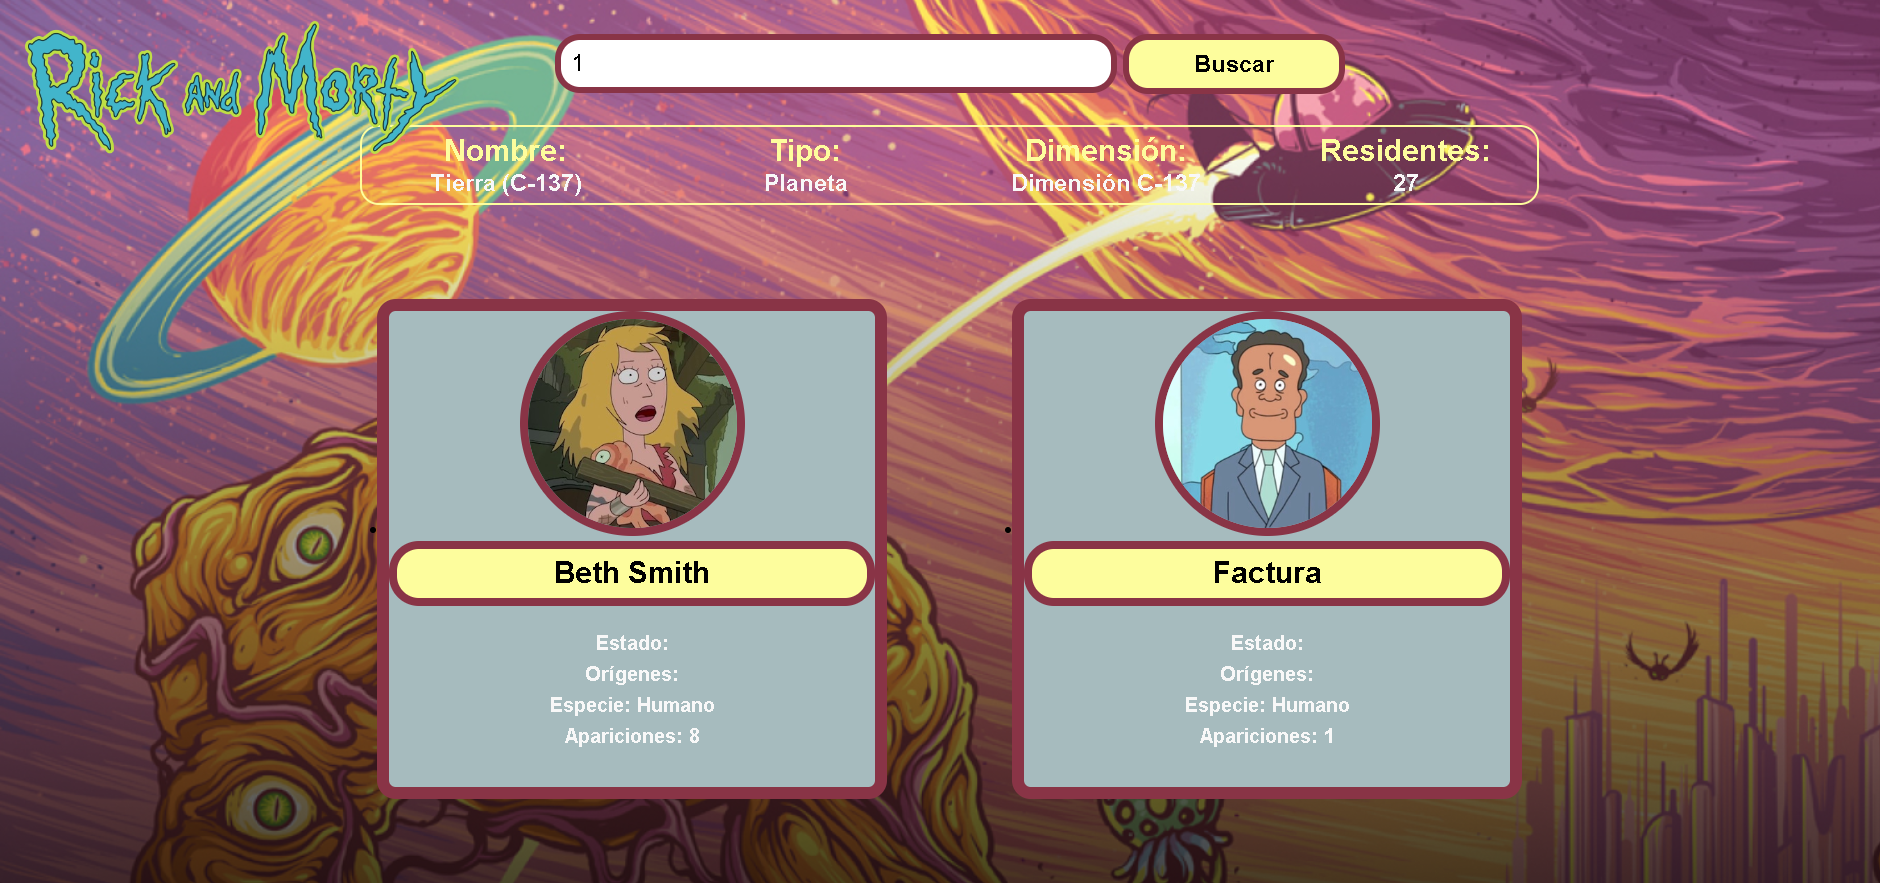 Rick and Morty
1
Buscar
Nombre: Tipo: Dimensión: Residentes:
Tierra (C-137) Planeta Dimensión C-137 27
Beth Smith
Estado:
Orígenes:
Especie: Humano
Apariciones: 8
Factura
Estado:
Orígenes:
Especie: Humano
Apariciones: 1